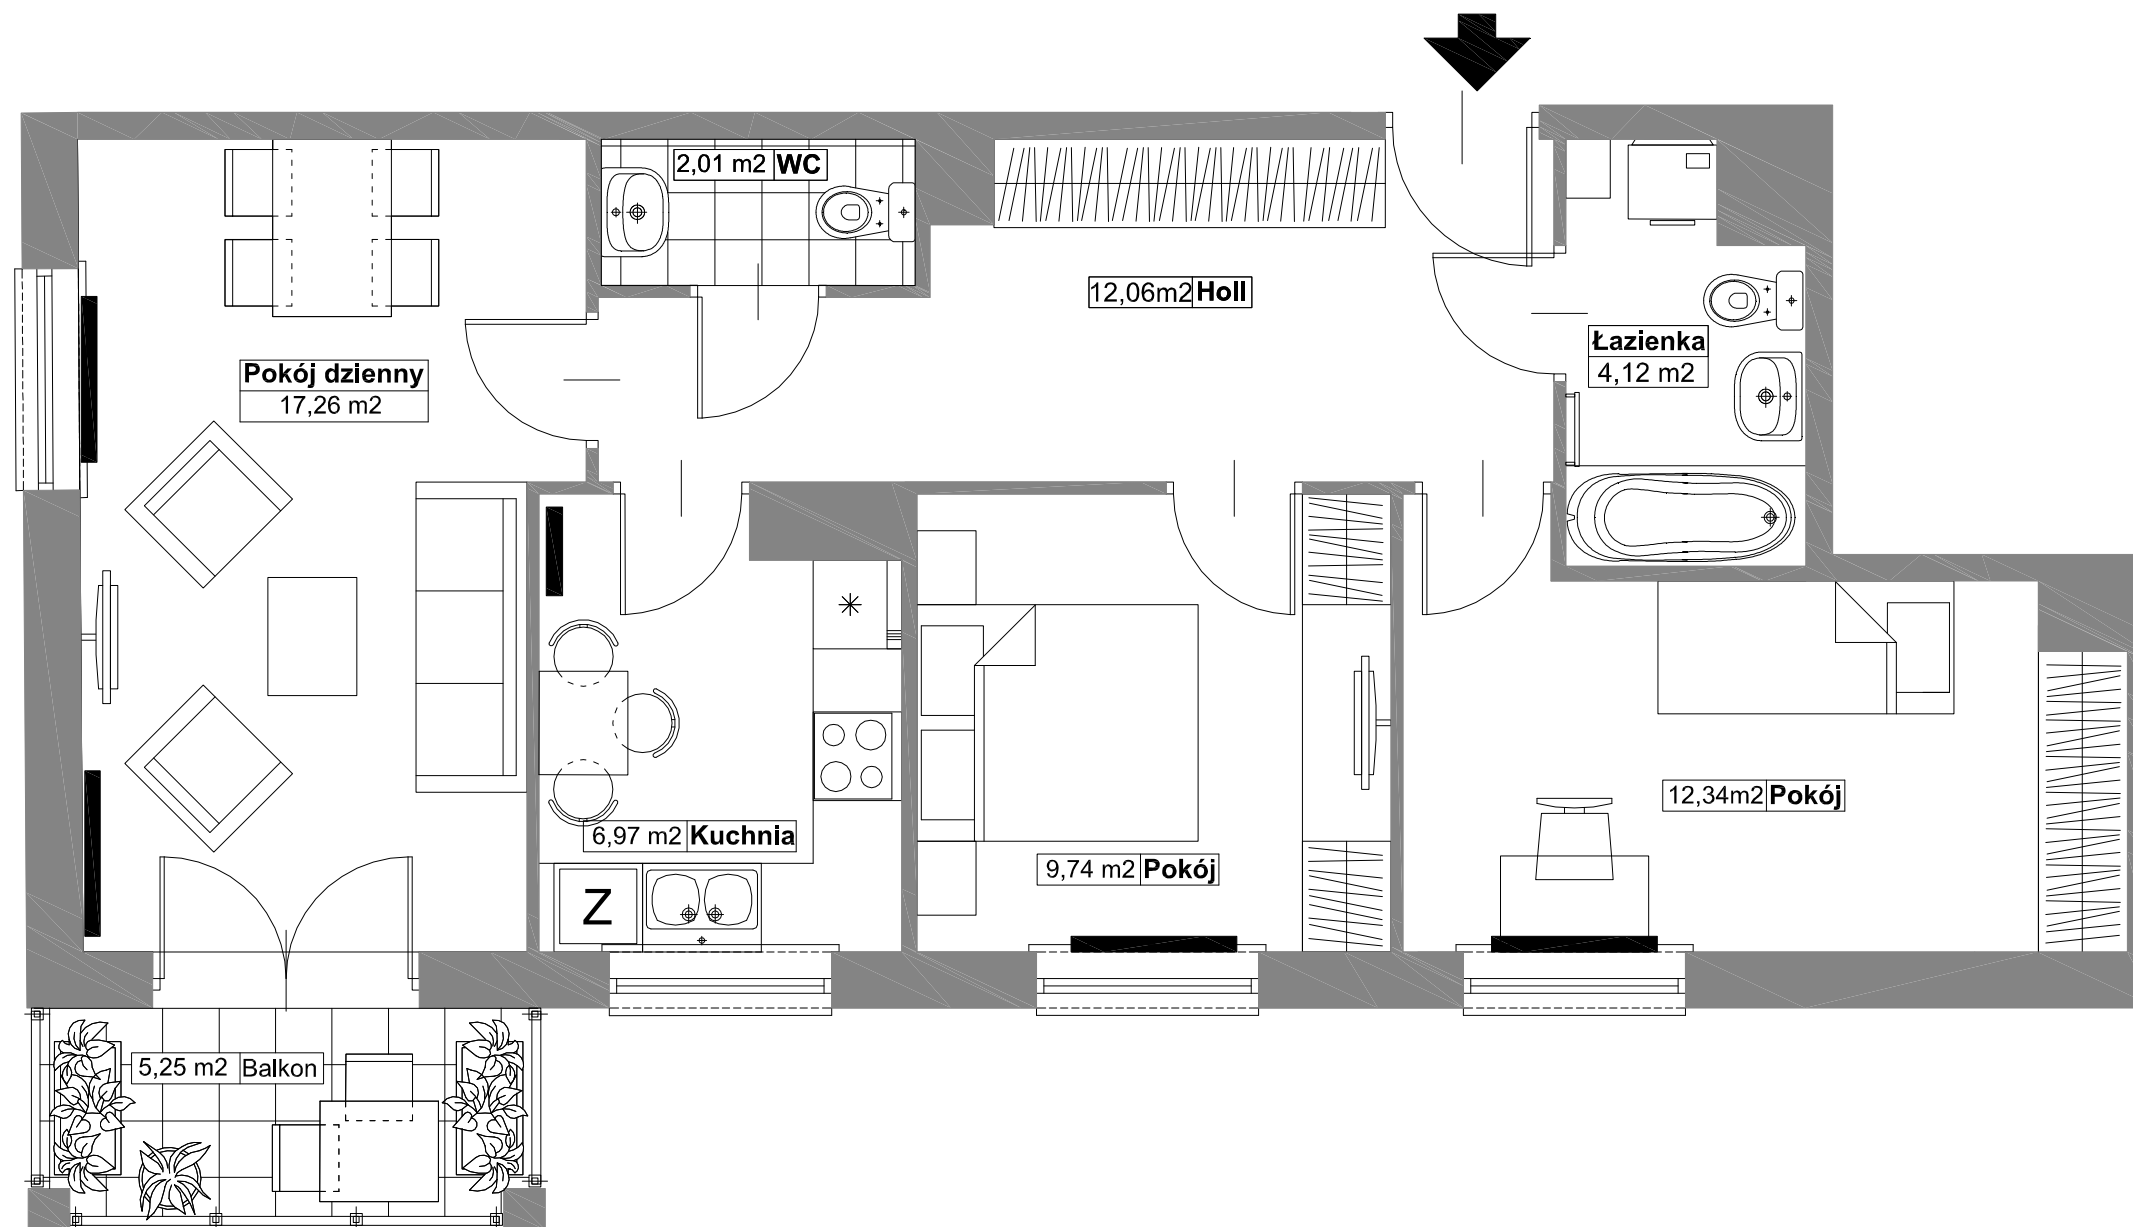 2,01 m2 WC
12,06m2 Holl
Łazienka
4,12 m2
Pokój dzienny
17,26 m2
12,34m2 Pokój
6,97 m2 Kuchnia
9,74 m2 Pokój
Z
5,25 m2 Balkon